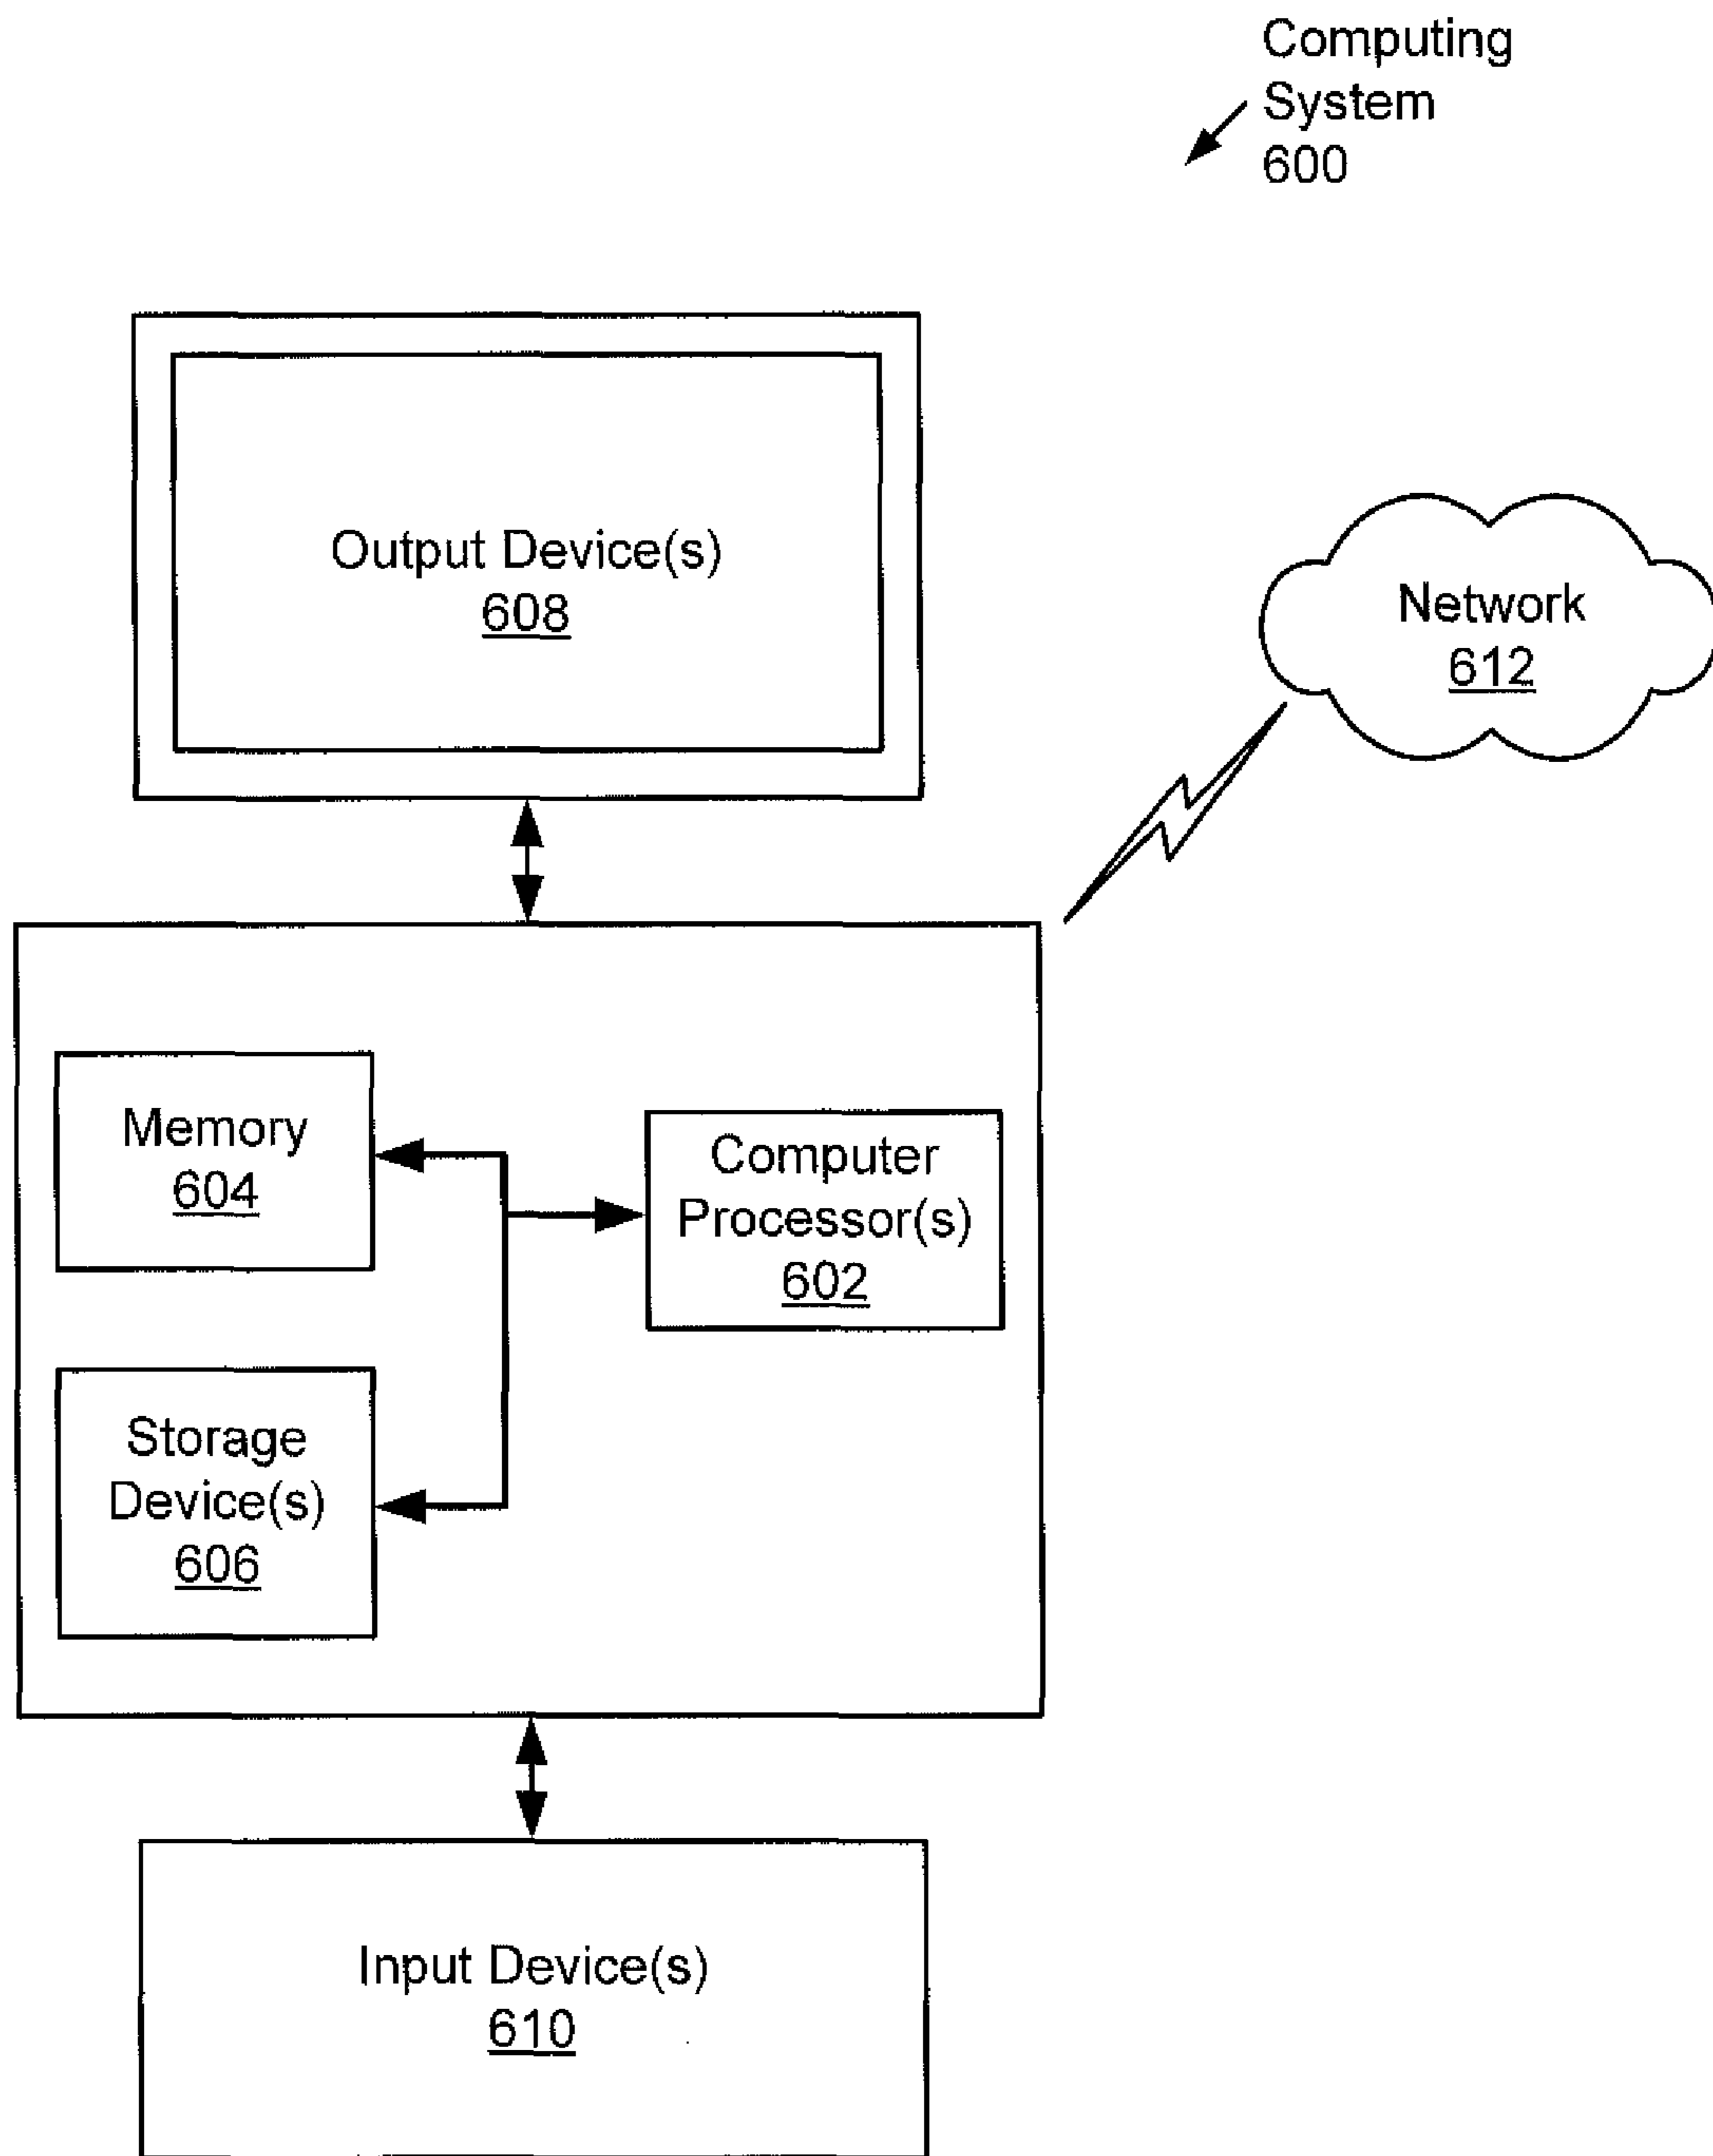 Computing
System
600
Output Device(s)
608
Network
612
Memory
604
Computer
Processor(s)
602
Storage
Device(s)
606
Input Device(s)
610